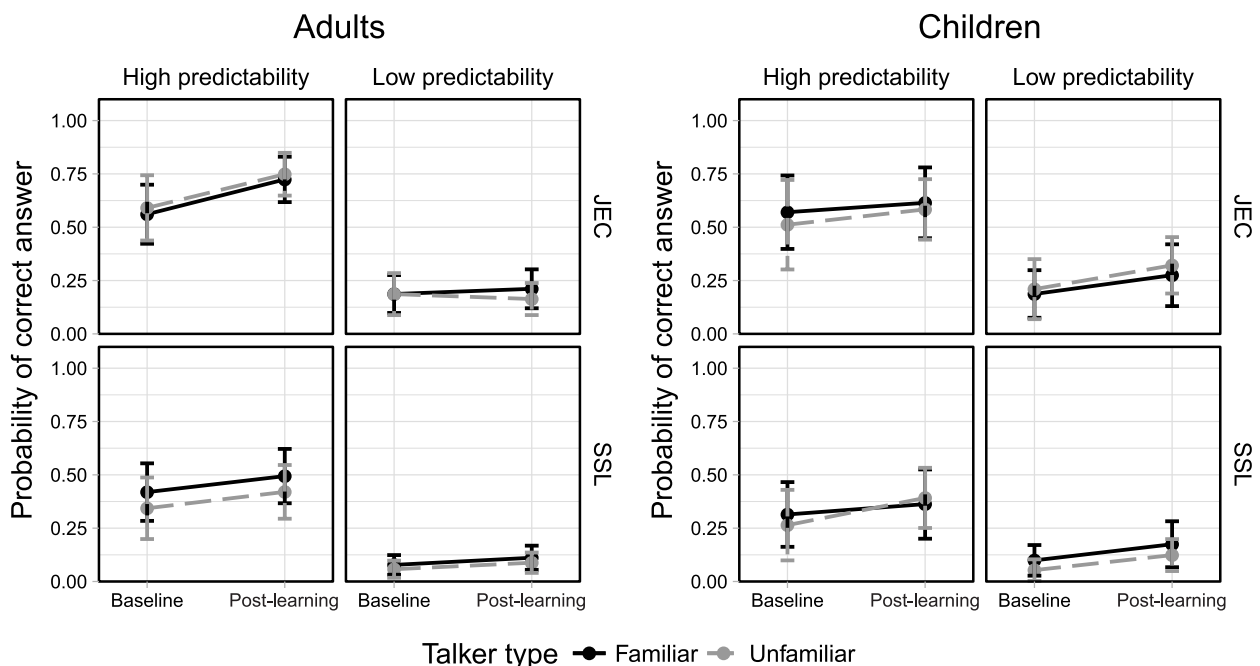 Adults
Children
High predictability
Low predictability
High predictability
Low predictability
Probability of correct answer
1.00
0.75
0.50
0.25
0.00
JEC
1.00
0.75
0.50
0.25
0.00
SSL
Baseline
Post-learning
Baseline
Post-learning
Probability of correct answer
1.00
0.75
0.50
0.25
0.00
JEC
1.00
0.75
0.50
0.25
0.00
SSL
Baseline
Post-learning
Baseline
Post-learning
Talker type Familiar Unfamiliar